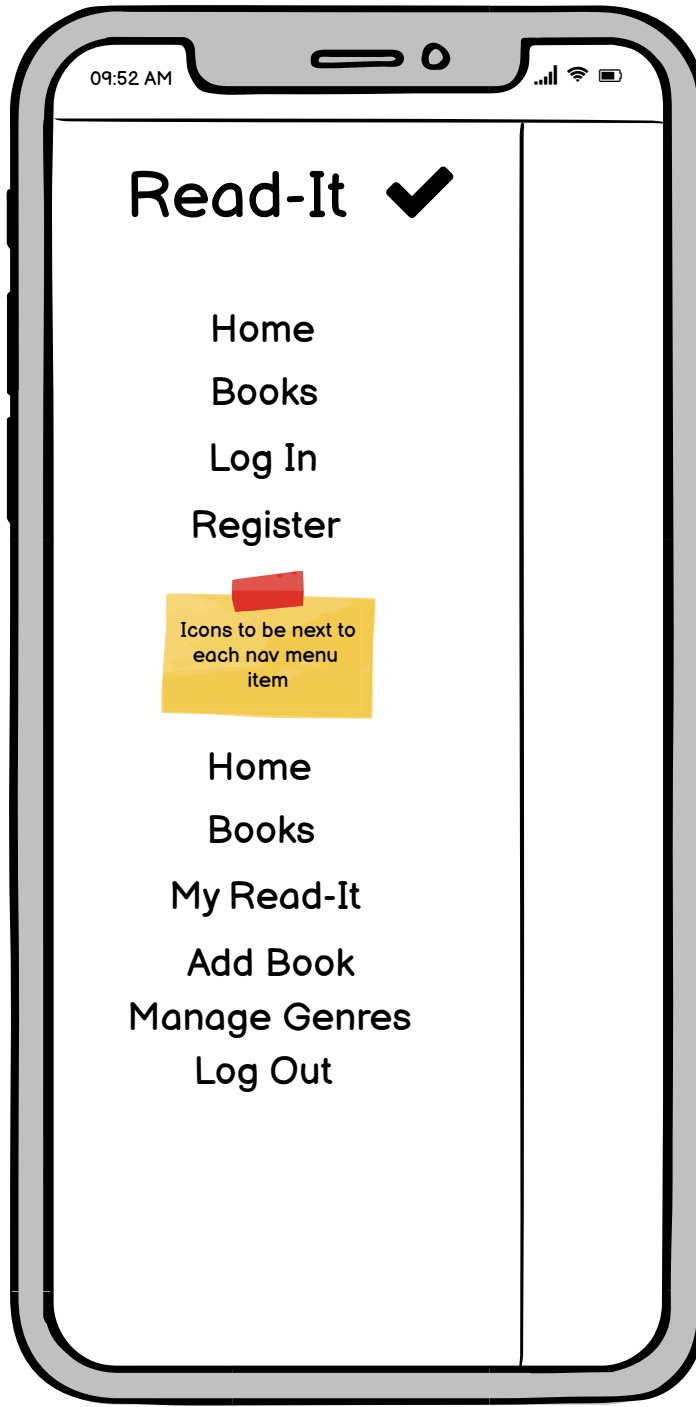 09:52 AM
Read-It
Home
Books
Log In
Register
Icons to be next to
each nav menu
item
Home
Books
My Read-It
Add Book
Manage Genres
Log Out